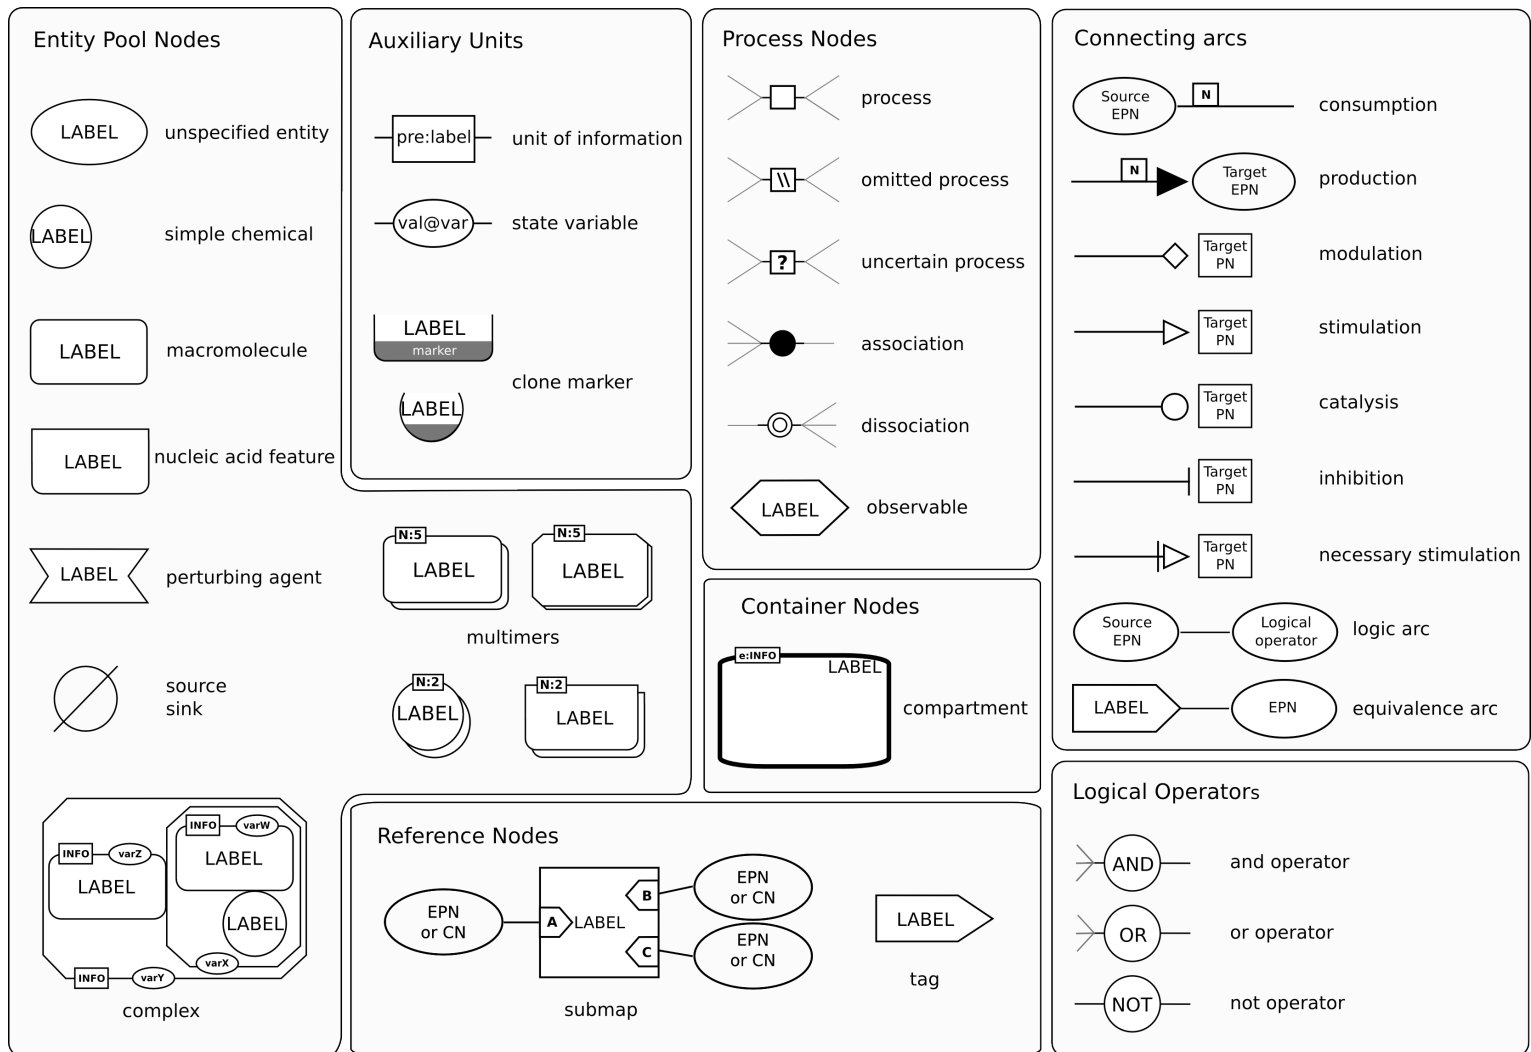 Entity Pool Nodes
LABEL
unspecified entity
LABEL
simple chemical
LABEL
macromolecule
LABEL
nucleic acid feature
LABEL
perturbing agent
source
sink
INFO
varZ
LABEL
INFO
varW
LABEL
LABEL
varX
INFO
varY
complex
N:5
LABEL
N:5
LABEL
multimers
N:2
LABEL
N:2
LABEL
Auxiliary Units
pre:label
unit of information
val@var
state variable
LABEL
marker
clone marker
LABEL
Process Nodes
process
\\
omitted process
?
uncertain process
association
dissociation
LABEL
observable
Container Nodes
e:INFO
LABEL
compartment
Reference Nodes
EPN
or CN
A
LABEL
B
C
EPN
or CN
EPN
or CN
submap
LABEL
tag
Connecting arcs
Source
EPN
N
consumption
N
Target
EPN
production
Target
PN
modulation
Target
PN
stimulation
Target
PN
catalysis
Target
PN
inhibition
Target
PN
necessary stimulation
Source
EPN
Logical
operator
logic arc
LABEL
EPN
equivalence arc
Logical Operators
AND
and operator
OR
or operator
NOT
not operator